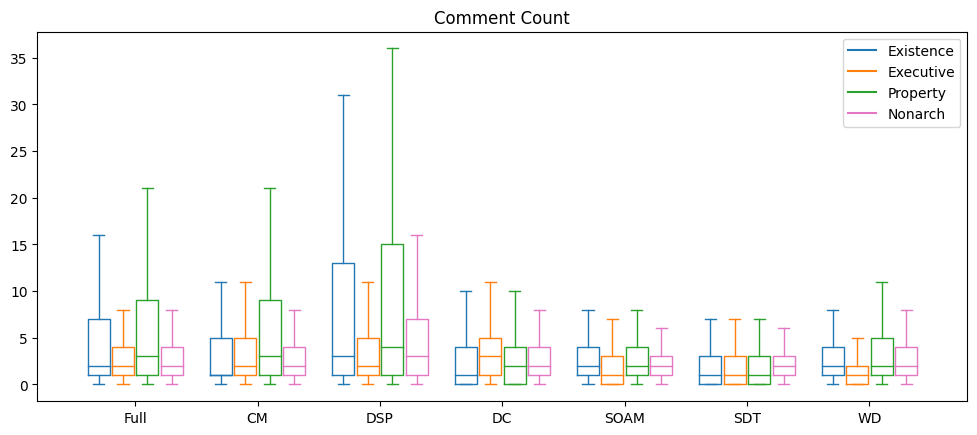 Comment Count
35
30
25
20
15
10
5
0
Existence
Executive
Property
Nonarch
Full CM DSP DC SOAM SDT WD